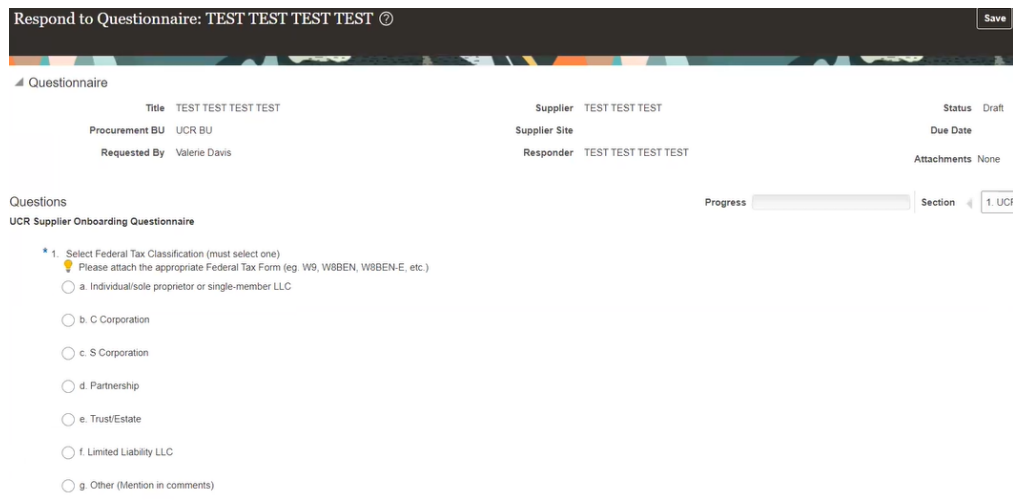 Respond to Questionnaire: TEST TEST TEST TEST ?
Save
Questionnaire
Title TEST TEST TEST TEST
Supplier TEST TEST TEST
Status Draft
Procurement BU UCR BU
Supplier Site
Due Date
Requested By Valerie Davis
Responder TEST TEST TEST TEST
Attachments None
Questions
Progress
Section 1. UCR
UCR Supplier Onboarding Questionnaire
* 1. Select Federal Tax Classification (must select one)
Please attach the appropriate Federal Tax Form (eg. W9, W8BEN, W8BEN-E, etc.)
a. Individual/sole proprietor or single-member LLC
b. C Corporation
c. S Corporation
d. Partnership
e. Trust/Estate
f. Limited Liability LLC
g. Other (Mention in comments)